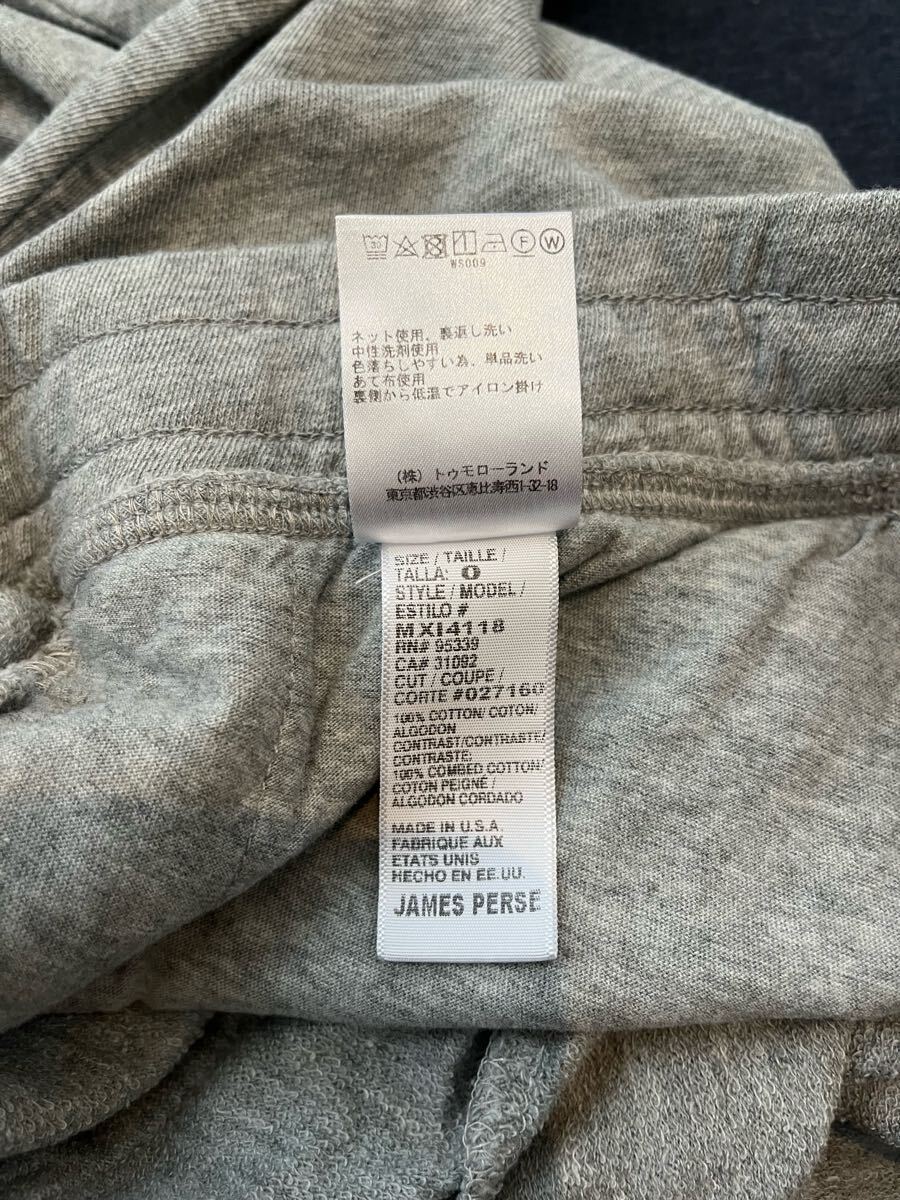 30
F W
WS009
ネット使用、裏返し洗い
中性洗剤使用
色落ちしやすい為、単品洗い
あて布使用
裏側から低温でアイロン掛け
(株) トゥモローランド
東京都渋谷区恵比寿西1-32-18
SIZE / TAILLE /
TALLA: 0
STYLE / MODEL /
ESTILO #
MXI4118
RN# 95339
CA# 31092
CUT / COUPE /
CORTE #027160
100% COTTON/ COTON/
ALGODON
CONTRAST/CONTRASTE/
CONTRASTE:
100% COMBED COTTON/
COTON PEIGNÉ /
ALGODON CORDADO
MADE IN U.S.A.
FABRIQUE AUX
ETATS UNIS
HECHO EN EE.UU.
JAMES PERSE